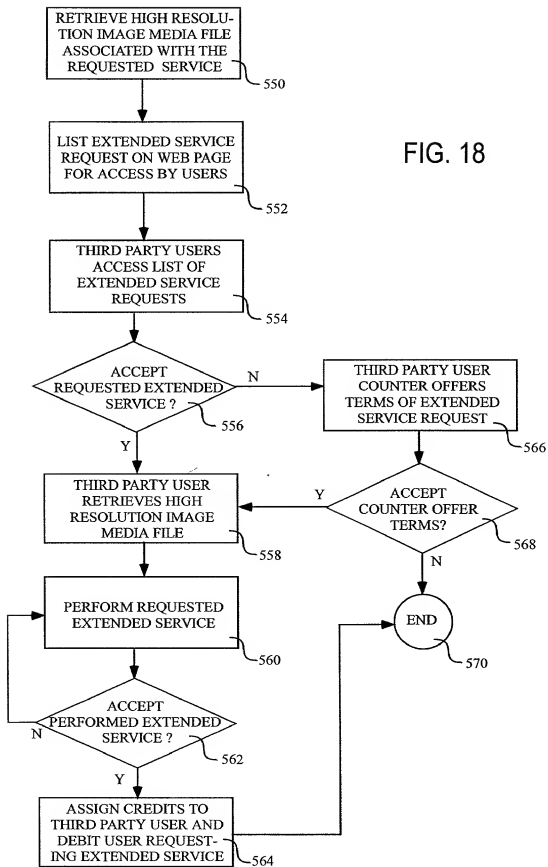 RETRIEVE HIGH RESOLU-
TION IMAGE MEDIA FILE
ASSOCIATED WITH THE
REQUESTED SERVICE
550
LIST EXTENDED SERVICE
REQUEST ON WEB PAGE
FOR ACCESS BY USERS
552
FIG. 18
THIRD PARTY USERS
ACCESS LIST OF
EXTENDED SERVICE
REQUESTS
554
ACCEPT
REQUESTED EXTENDED
SERVICE ?
556
N
Y
THIRD PARTY USER
COUNTER OFFERS
TERMS OF EXTENDED
SERVICE REQUEST
566
THIRD PARTY USER
RETRIEVES HIGH
RESOLUTION IMAGE
MEDIA FILE
558
Y
ACCEPT
COUNTER OFFER
TERMS?
568
N
PERFORM REQUESTED
EXTENDED SERVICE
560
END
570
ACCEPT
PERFORMED EXTENDED
SERVICE ?
562
N
Y
ASSIGN CREDITS TO
THIRD PARTY USER AND
DEBIT USER REQUEST-
ING EXTENDED SERVICE
564